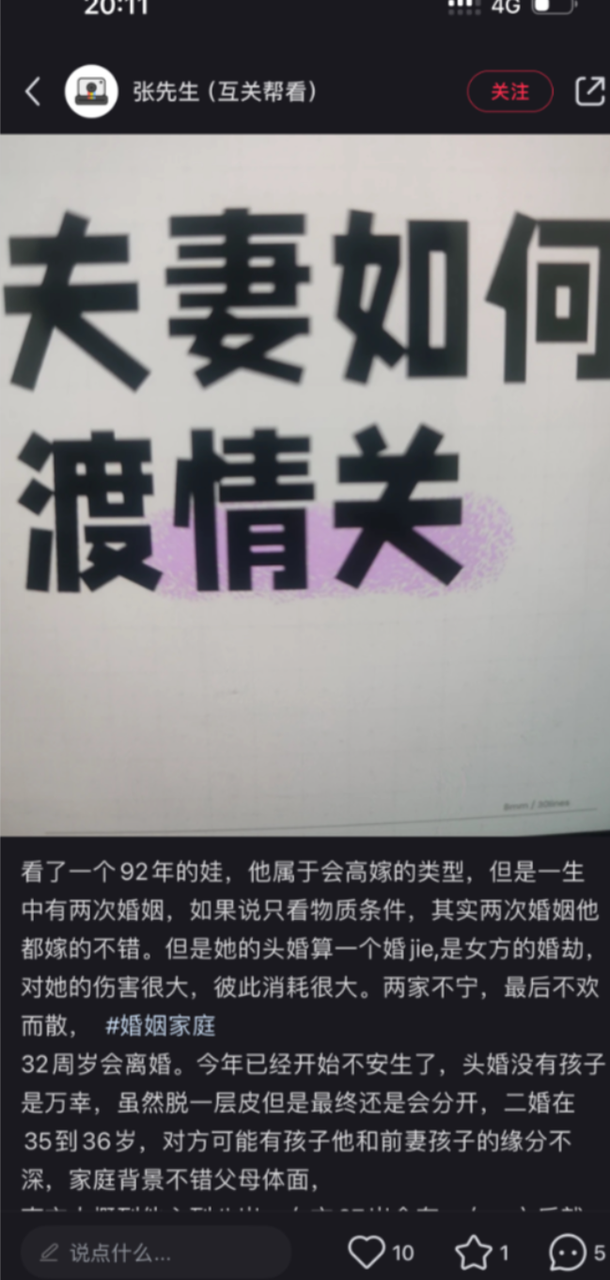 20:11
4G
张先生（互关帮看）
关注
夫妻如何
渡情关
8mm / 30lines
看了一个92年的娃，他属于会高嫁的类型，但是一生
中有两次婚姻，如果说只看物质条件，其实两次婚姻他
都嫁的不错。但是她的头婚算一个婚jie,是女方的婚劫，
对她的伤害很大，彼此消耗很大。两家不宁，最后不欢
而散， #婚姻家庭
32周岁会离婚。今年已经开始不安生了，头婚没有孩子
是万幸，虽然脱一层皮但是最终还是会分开，二婚在
35到36岁，对方可能有孩子他和前妻孩子的缘分不
深，家庭背景不错父母体面，
说点什么...
10
1
5